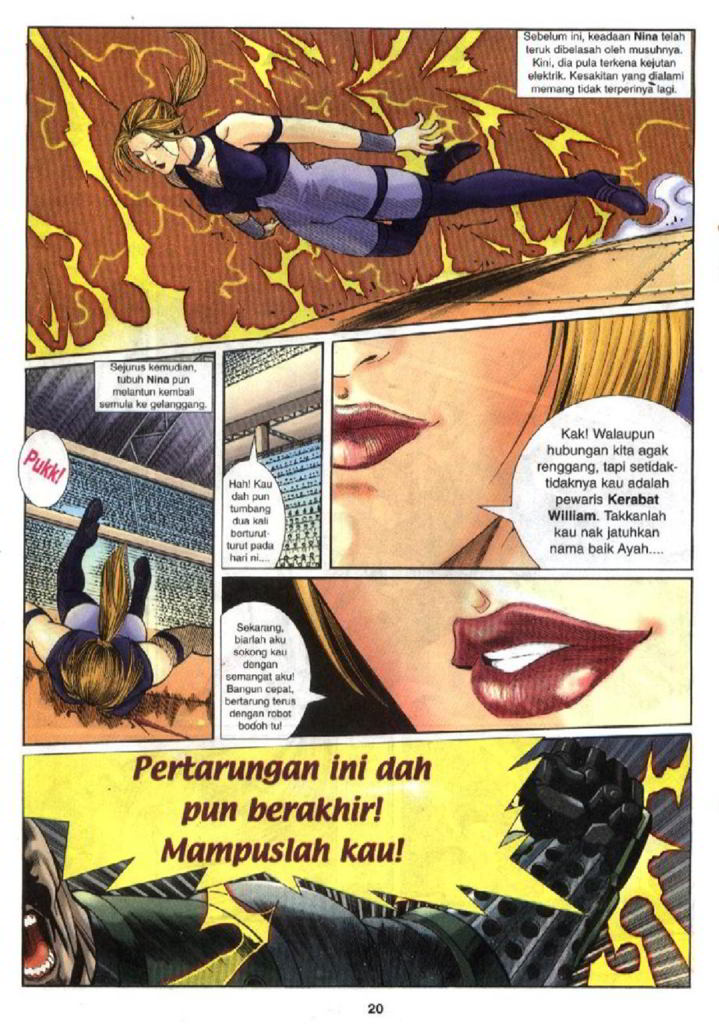 Sebelum ini, keadaan Nina telah
teruk dibelasah oleh musuhnya.
Kini, dia pula terkena kejutan
elektrik. Kesakitan yang dialami
memang tidak terperinya lagi.
Sejurus kemudian,
tubuh Nina pun
melantun kembali
semula ke gelanggang.
Pukk!
Hah! Kau
dah pun
tumbang
dua kali
berturut-
turut pada
hari ni....
Kak! Walaupun
hubungan kita agak
renggang, tapi setidak-
tidaknya kau adalah
pewaris Kerabat
William. Takkanlah
kau nak jatuhkan
nama baik Ayah....
Sekarang,
biarlah aku
sokong kau
dengan
semangat aku!
Bangun cepat,
bertarung terus
dengan robot
bodoh tu!
Pertarungan ini dah
pun berakhir!
Mampuslah kau!
20